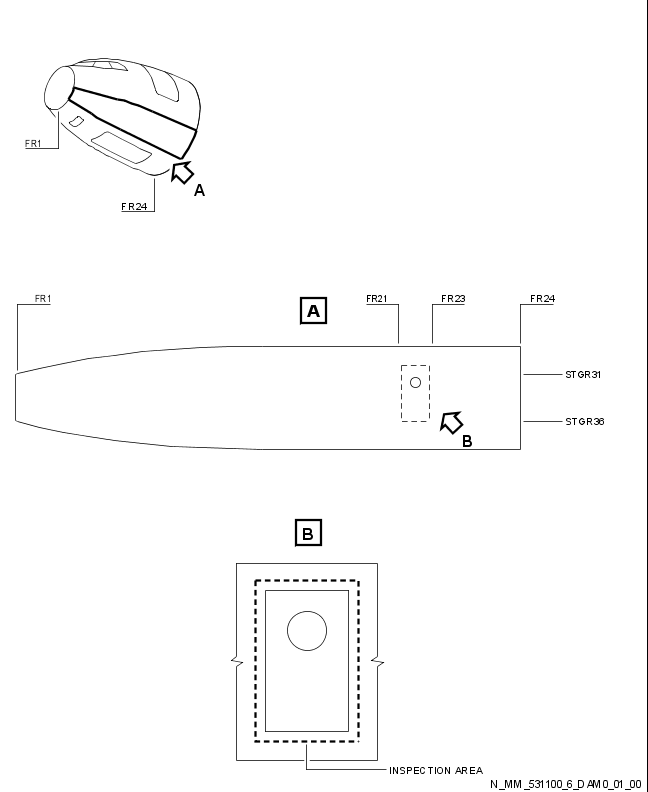 FR1
A
FR24
FR1
A
FR21
FR23
FR24
STGR31
STGR36
B
B
INSPECTION AREA
N_MM_531100_6_DAM0_01_00